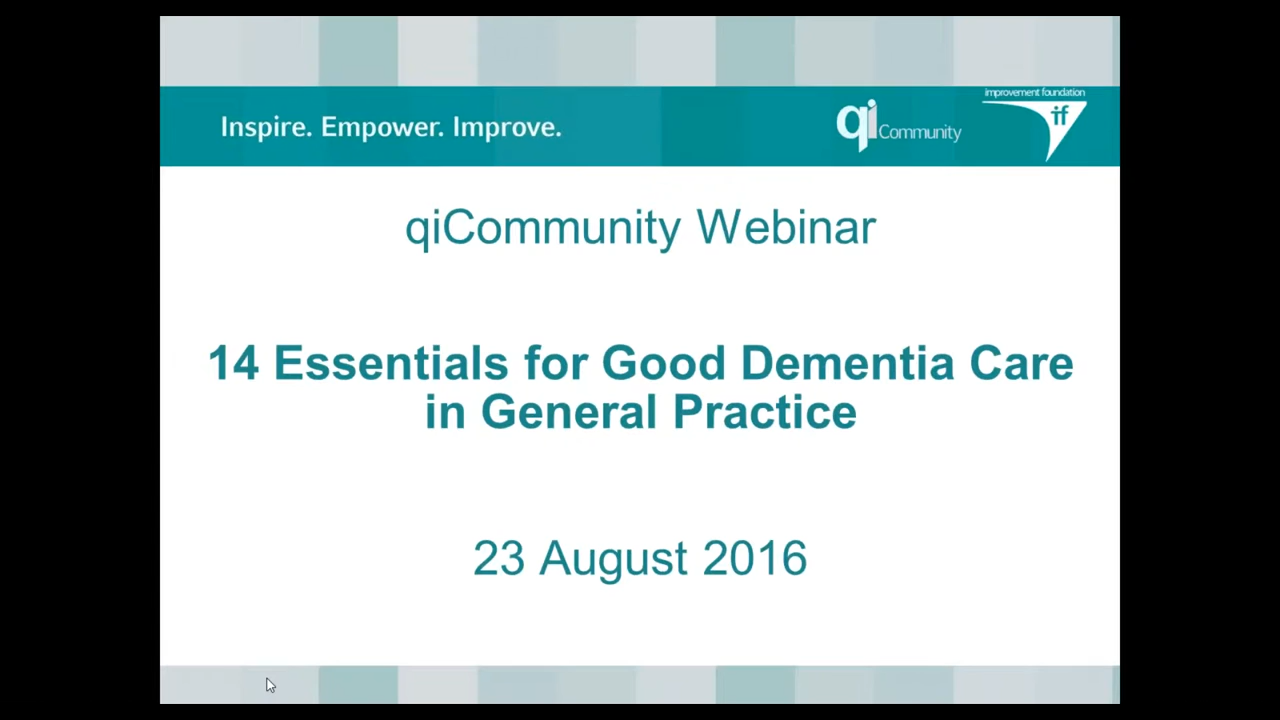 improvement foundation
Inspire. Empower. Improve.
qi Community
if
qiCommunity Webinar
14 Essentials for Good Dementia Care
in General Practice
23 August 2016